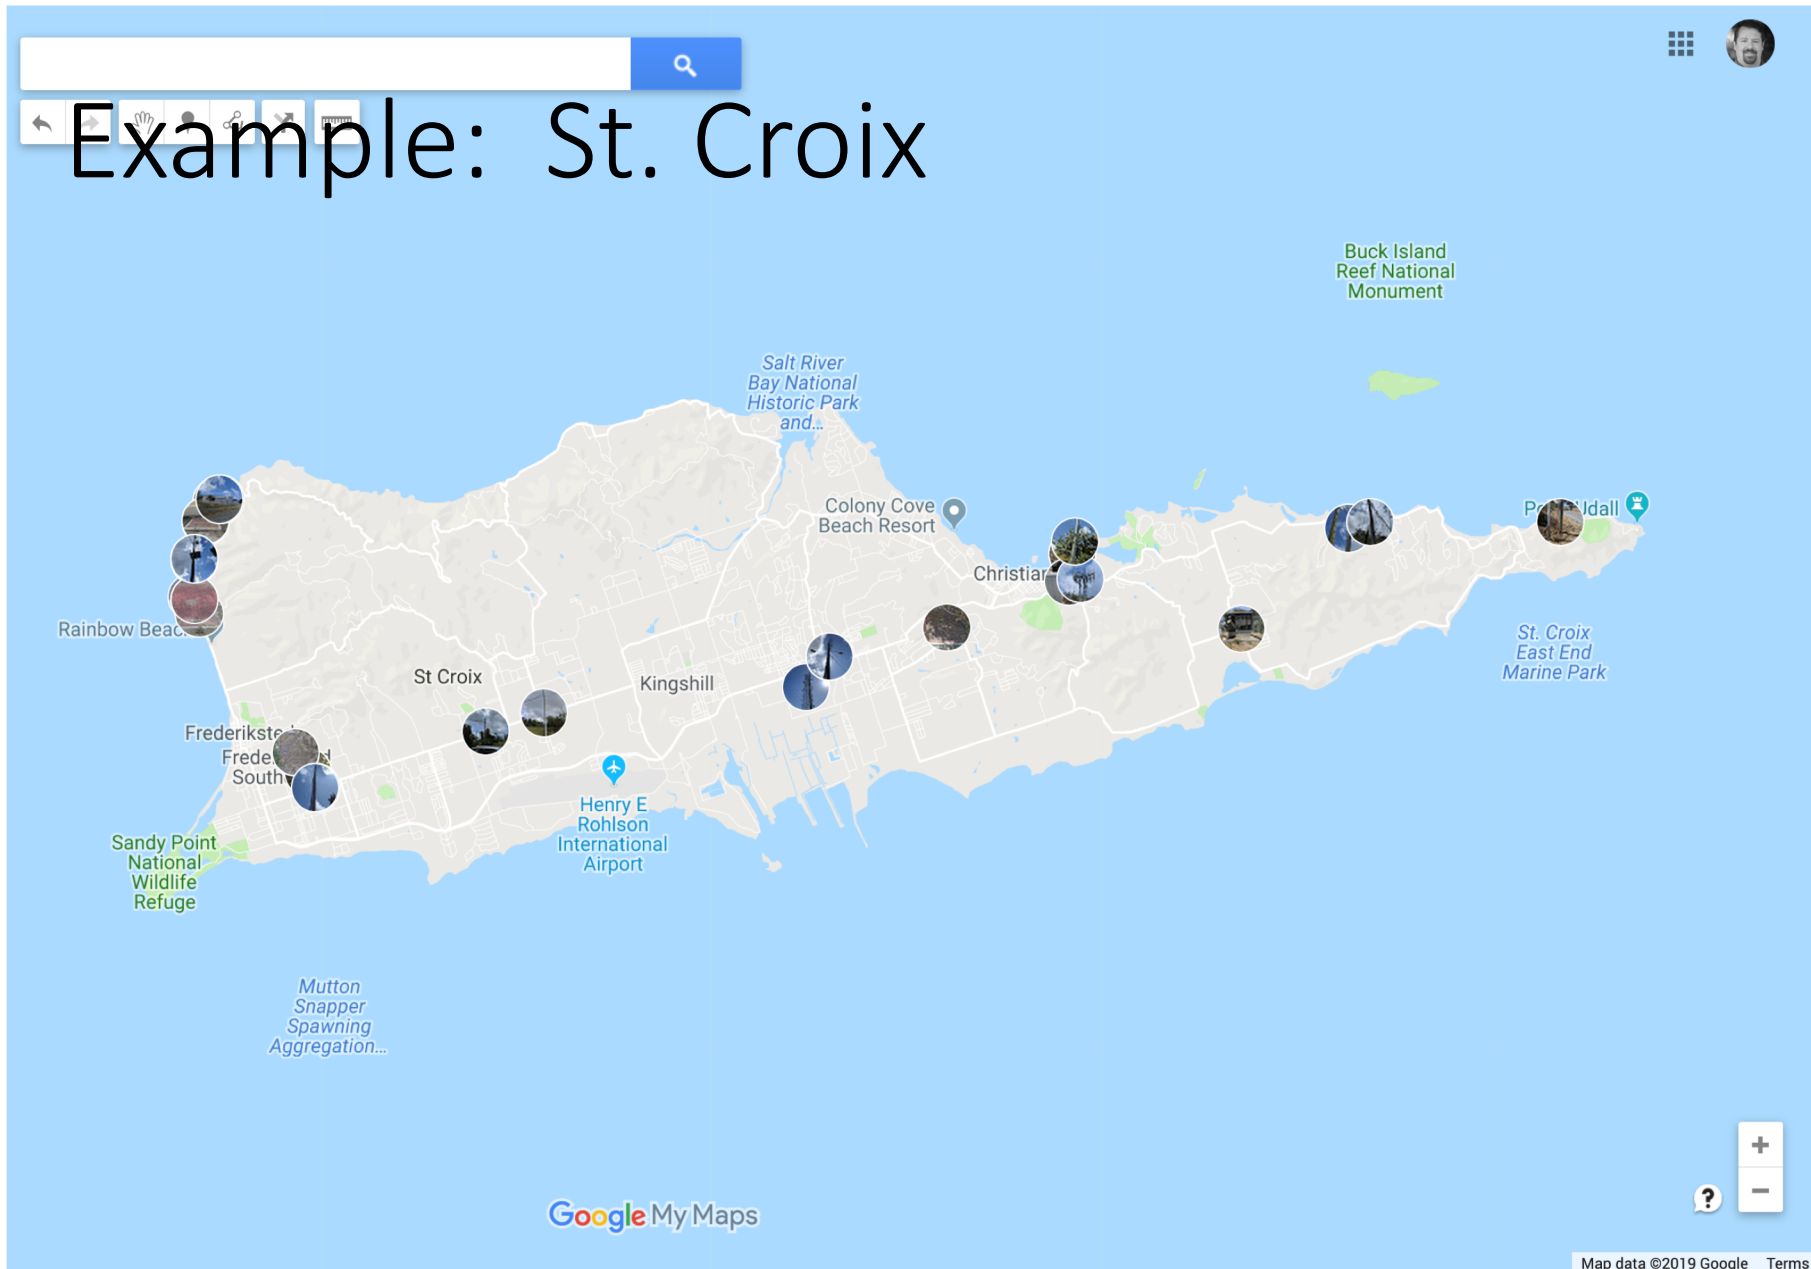 Example: St. Croix
Buck Island
Reef National
Monument
Salt River
Bay National
Historic Park
and...
Colony Cove
Beach Resort
Christian
Rainbow Beac
St Croix
Kingshill
St. Croix
East End
Marine Park
Frederikste
Frede d
South
Henry E
Rohlson
International
Airport
Sandy Point
National
Wildlife
Refuge
Mutton
Snapper
Spawning
Aggregation...
Google My Maps
?
Map data ©2019 Google Terms